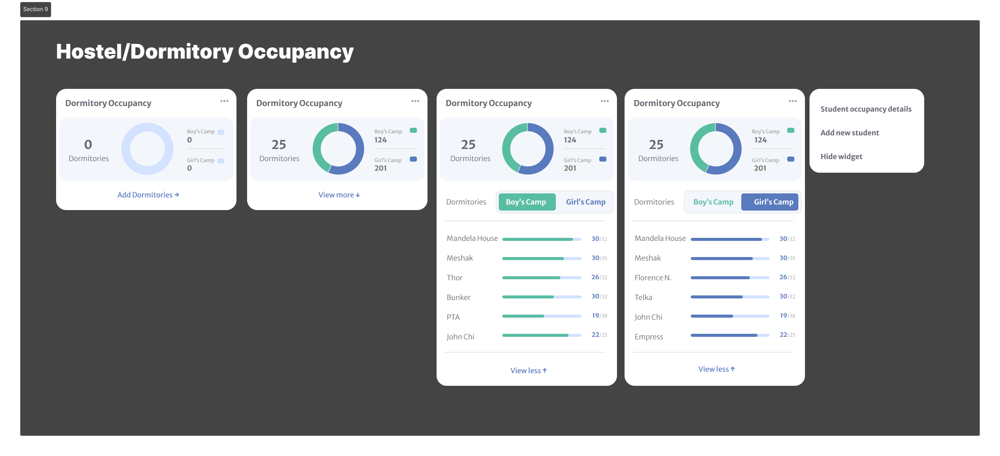 Section 9
Hostel/Dormitory Occupancy
Dormitory Occupancy
0
Dormitories
Boy's Camp
0
Girl's Camp
0
Add Dormitories →
Dormitory Occupancy
25
Dormitories
Boy's Camp
124
Girl's Camp
201
View more ↓
Dormitory Occupancy
25
Dormitories
Boy's Camp
124
Girl's Camp
201
Dormitories
Boy's Camp
Girl's Camp
Mandela House 30/32
Meshak 30/35
Thor 26/32
Bunker 30/32
PTA 19/38
John Chi 22/25
View less ↑
Dormitory Occupancy
25
Dormitories
Boy's Camp
124
Girl's Camp
201
Dormitories
Boy's Camp
Girl's Camp
Mandela House 30/32
Meshak 30/35
Florence N. 26/32
Telka 30/32
John Chi 19/38
Empress 22/25
View less ↑
Student occupancy details
Add new student
Hide widget